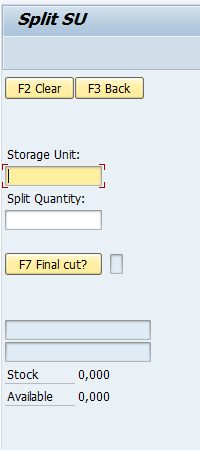 Split SU
F2 Clear F3 Back
Storage Unit:
Split Quantity:
F7 Final cut?
Stock 0,000
Available 0,000